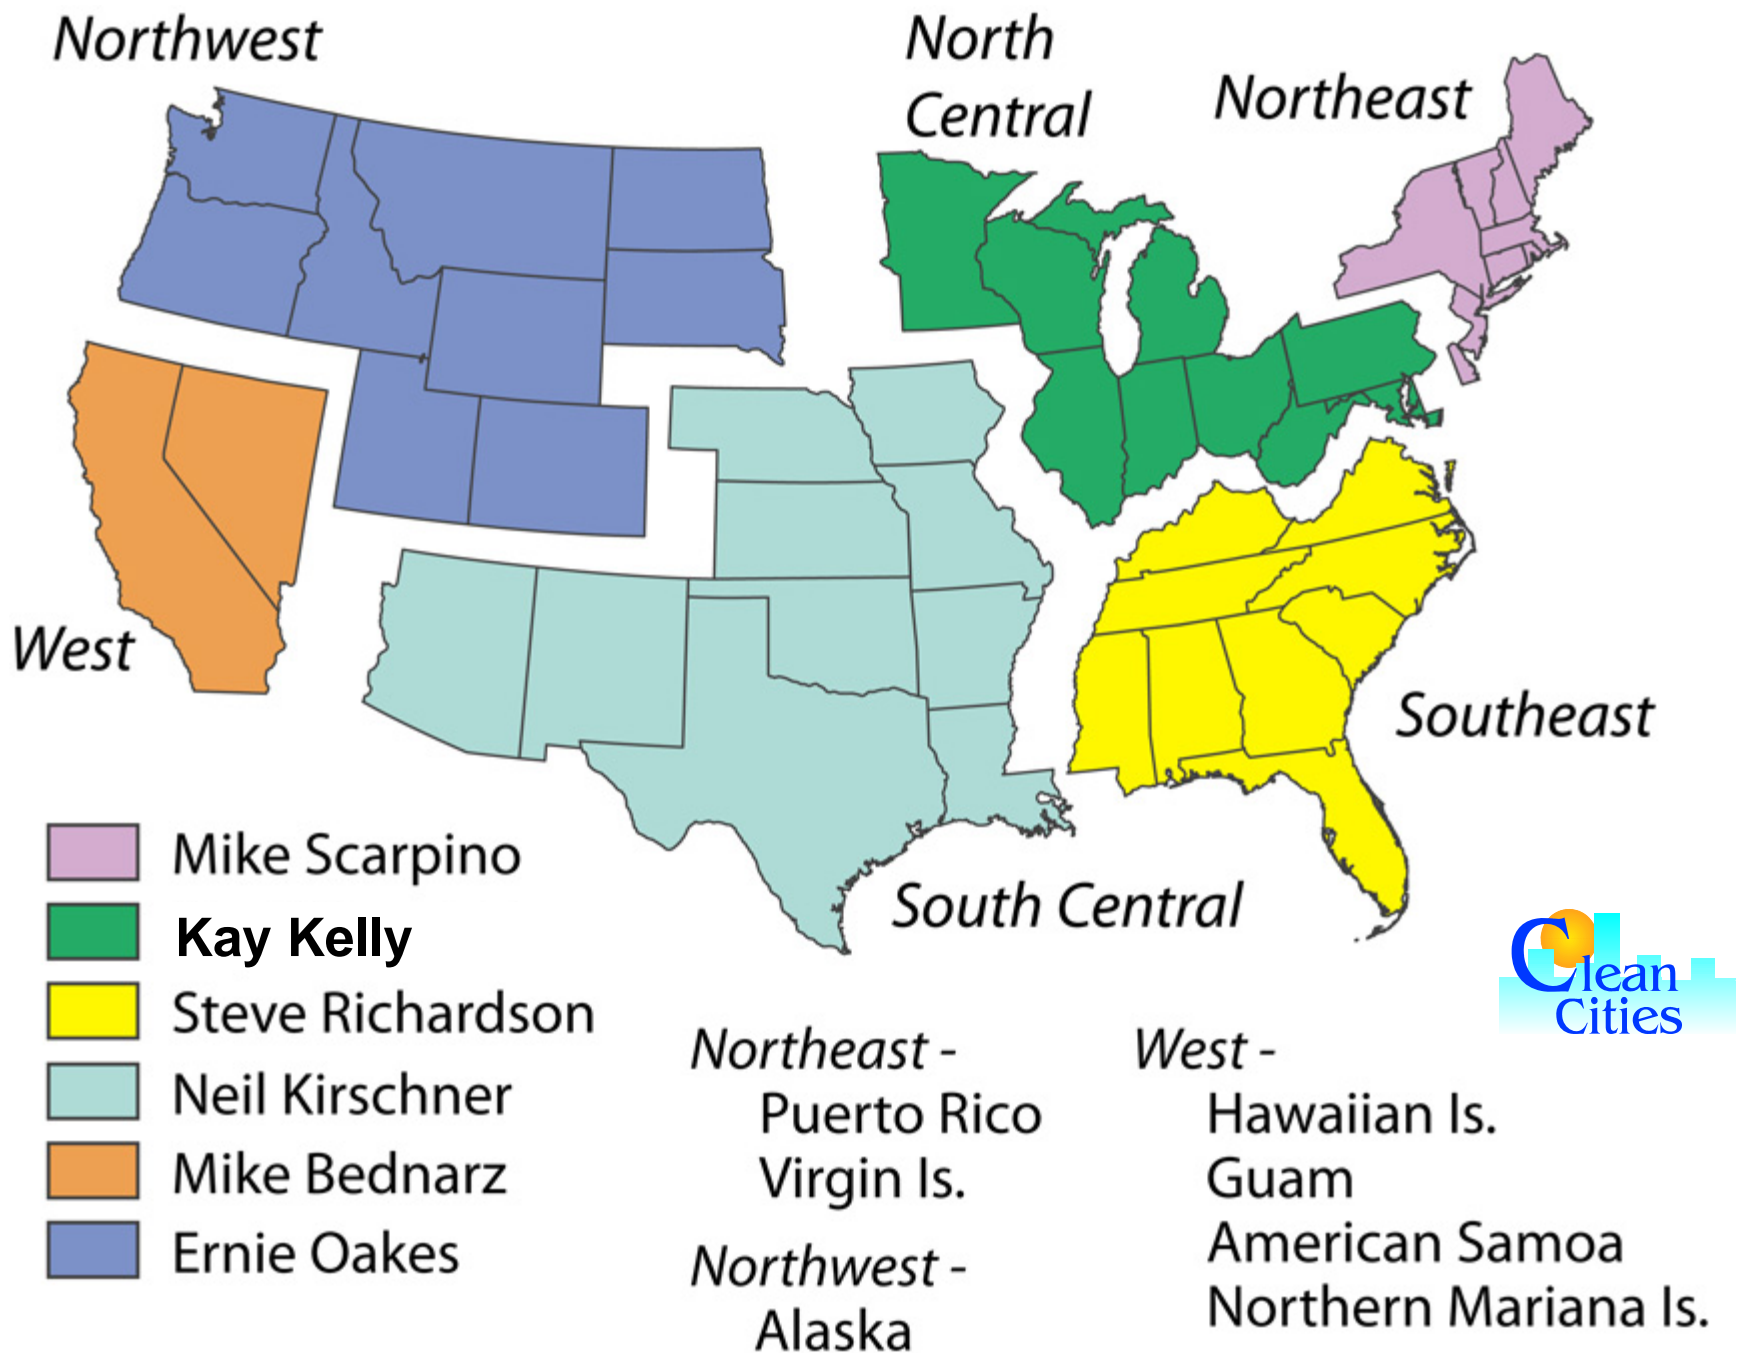 Northwest
North
Central
Northeast
West
Southeast
South Central
Mike Scarpino
Kay Kelly
Steve Richardson
Neil Kirschner
Mike Bednarz
Ernie Oakes
Clean
Cities
Northeast -
Puerto Rico
Virgin Is.
Northwest -
Alaska
West -
Hawaiian Is.
Guam
American Samoa
Northern Mariana Is.